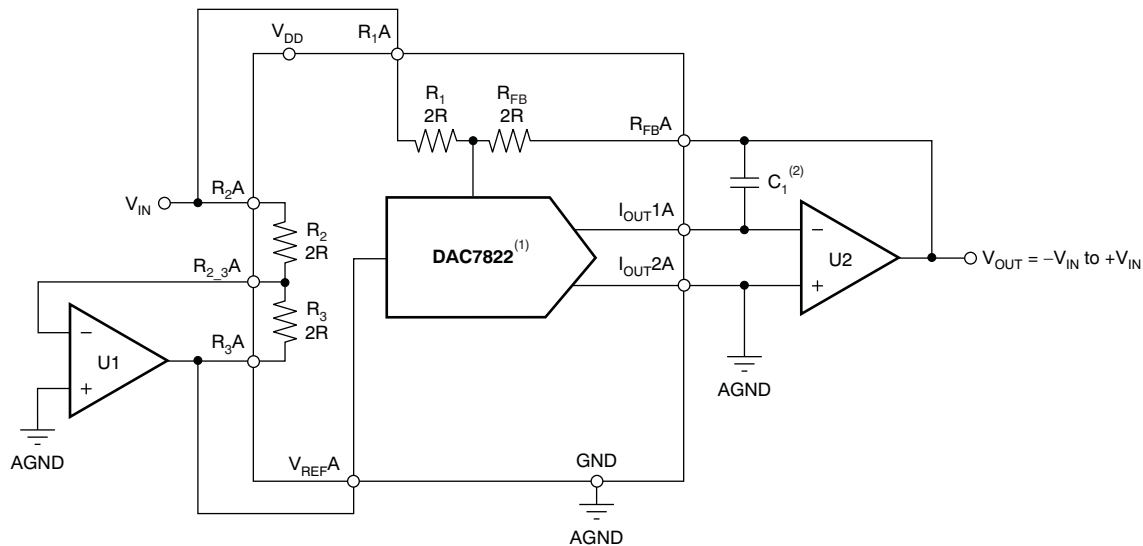 V_DD
R_1A
R_1
2R
R_FB
2R
R_FBA
C_1^(2)
V_IN
R_2A
R_2
2R
DAC7822^(1)
I_OUT1A
−
U2
+
V_OUT = −V_IN to +V_IN
R_2_3A
I_OUT2A
R_3
2R
−
U1
+
R_3A
AGND
AGND
V_REFA
GND
AGND